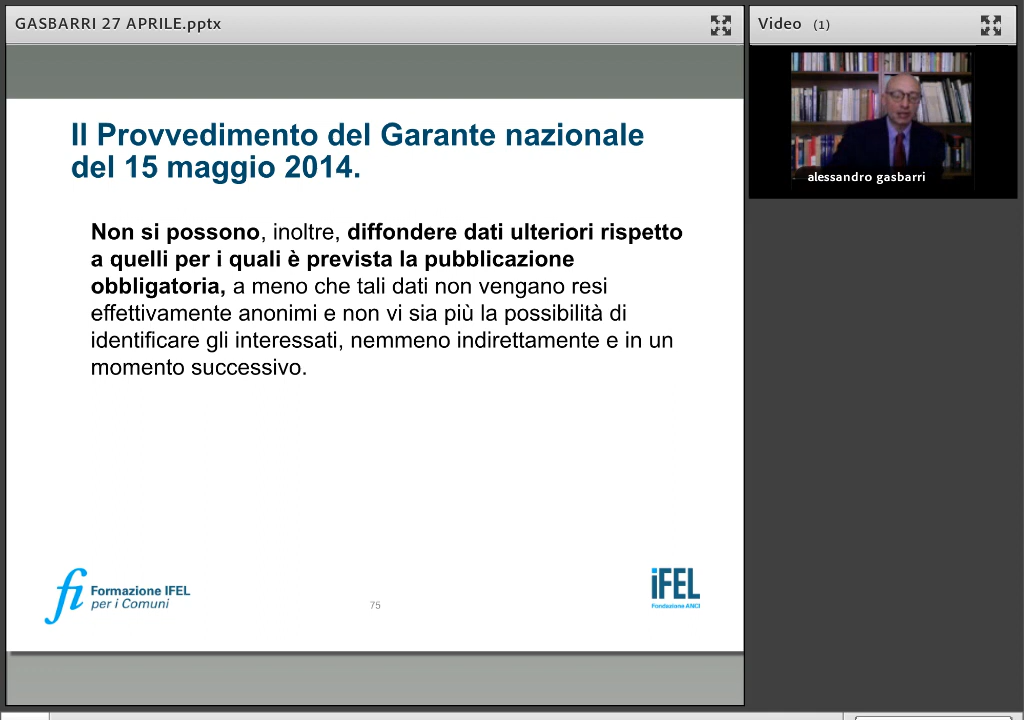 GASBARRI 27 APRILE.pptx
Video (1)
alessandro gasbarri
Il Provvedimento del Garante nazionale
del 15 maggio 2014.
Non si possono, inoltre, diffondere dati ulteriori rispetto
a quelli per i quali è prevista la pubblicazione
obbligatoria, a meno che tali dati non vengano resi
effettivamente anonimi e non vi sia più la possibilità di
identificare gli interessati, nemmeno indirettamente e in un
momento successivo.
fi Formazione IFEL
per i Comuni
75
iFEL
Fondazione ANCI